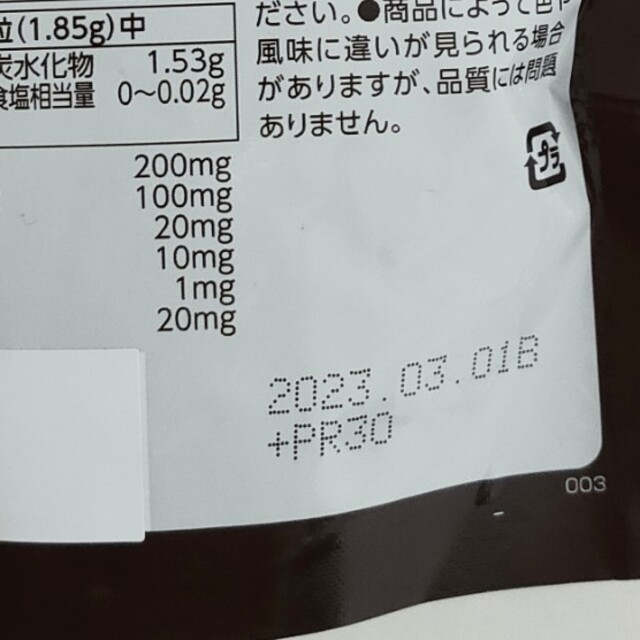 粒(1.85g)中
炭水化物 1.53g
食塩相当量 0〜0.02g
200mg
100mg
20mg
10mg
1mg
20mg
ださい。●商品によって色や
風味に違いが見られる場合
がありますが、品質には問題
ありません。
プラ
2023.03.01B
+PR30
003